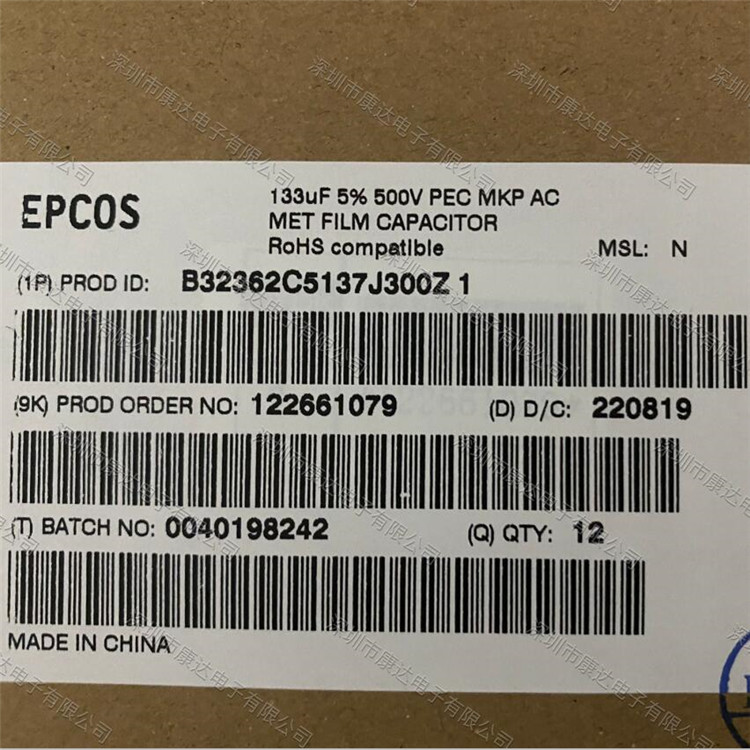 EPCOS
133uF 5% 500V PEC MKP AC
MET FILM CAPACITOR
RoHS compatible
MSL: N
(1P) PROD ID: B32362C5137J300Z 1
(9K) PROD ORDER NO: 122661079 (D) D/C: 220819
(T) BATCH NO: 0040198242 (Q) QTY: 12
MADE IN CHINA
深圳市康达电子有限公司